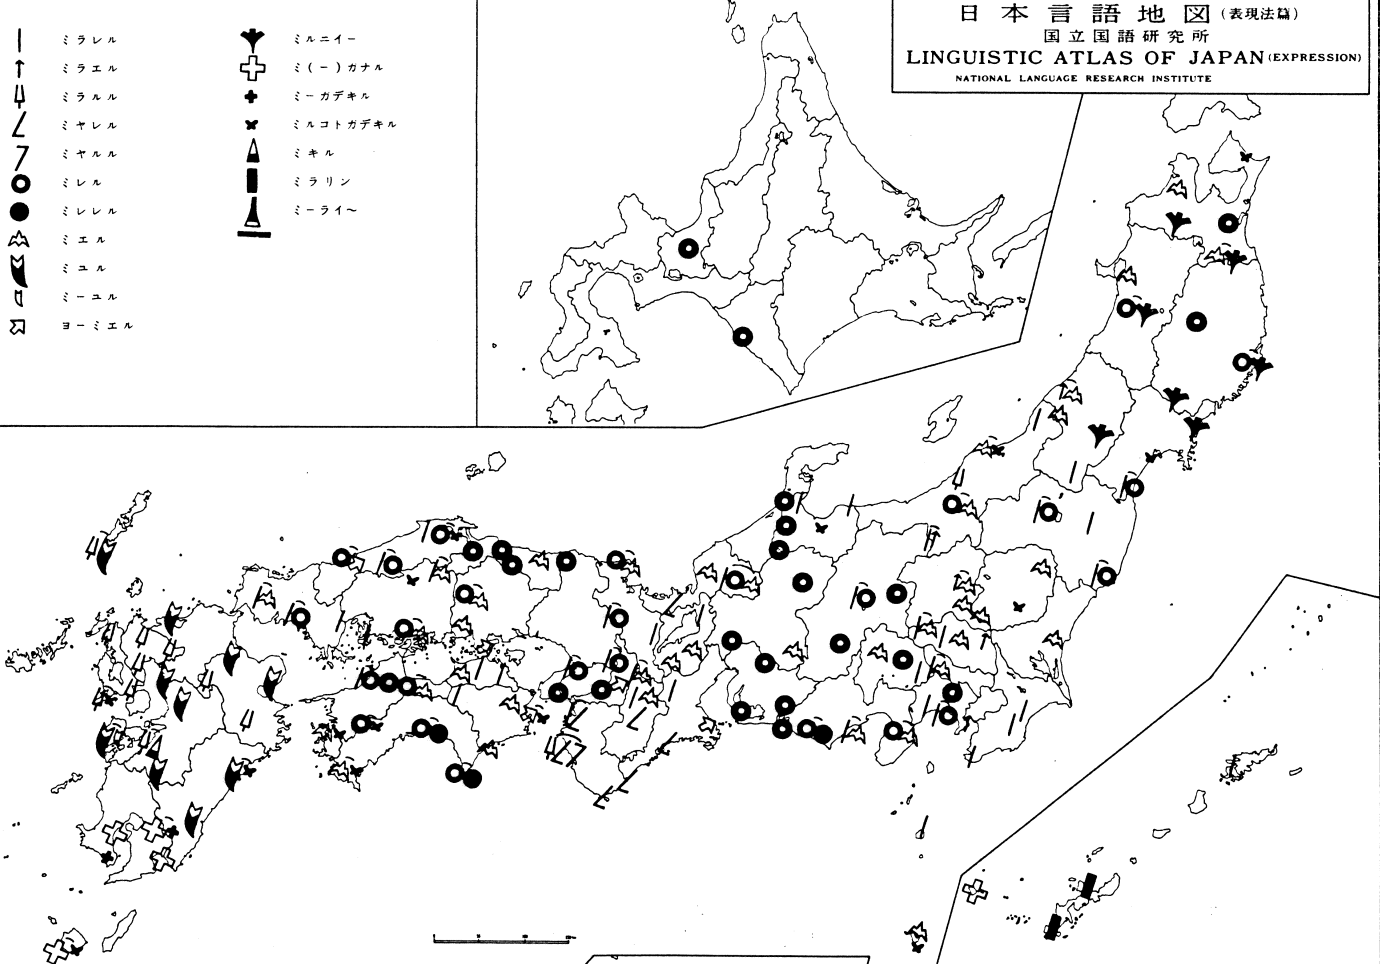 日本言語地図(表現法篇)
国立国語研究所
LINGUISTIC ATLAS OF JAPAN (EXPRESSION)
NATIONAL LANGUAGE RESEARCH INSTITUTE
ミラレル
ミラエル
ミラルル
ミヤレル
ミヤルル
ミレル
ミレレル
ミエル
ミユル
ミーユル
ヨーミエル
ミルニイー
ミ(ー)ガナル
ミーガデキル
ミルコトガデキル
ミキル
ミラリン
ミーライ〜